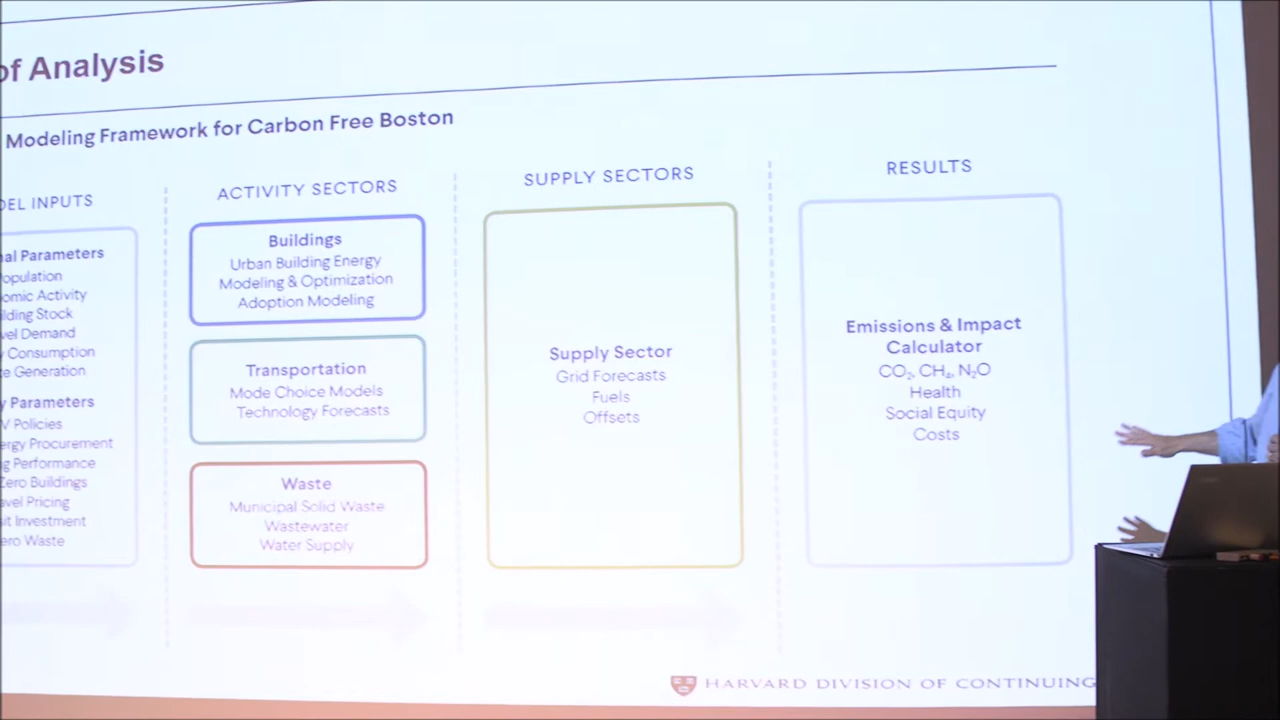 of Analysis
Modeling Framework for Carbon Free Boston
DEL INPUTS
al Parameters
opulation
omic Activity
ilding Stock
vel Demand
y Consumption
te Generation
y Parameters
V Policies
ergy Procurement
g Performance
Zero Buildings
avel Pricing
sit Investment
ero Waste
ACTIVITY SECTORS
Buildings
Urban Building Energy
Modeling & Optimization
Adoption Modeling
Transportation
Mode Choice Models
Technology Forecasts
Waste
Municipal Solid Waste
Wastewater
Water Supply
SUPPLY SECTORS
Supply Sector
Grid Forecasts
Fuels
Offsets
RESULTS
Emissions & Impact
Calculator
CO₂, CH₄, N₂O
Health
Social Equity
Costs
HARVARD DIVISION OF CONTINUING